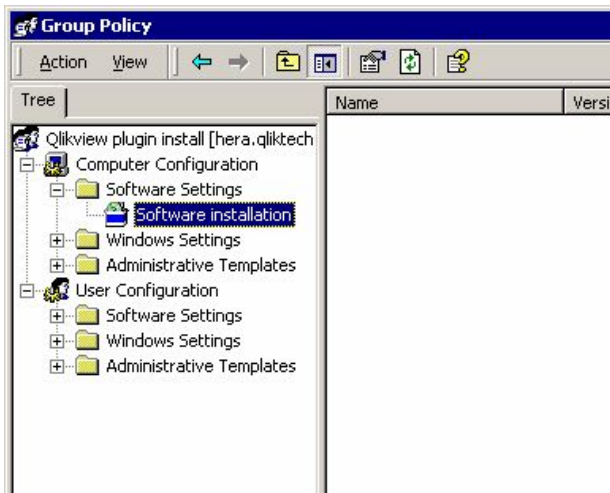 Group Policy
Action View
Tree
Name Versi
Qlikview plugin install [hera.qliktech
Computer Configuration
Software Settings
Software installation
Windows Settings
Administrative Templates
User Configuration
Software Settings
Windows Settings
Administrative Templates